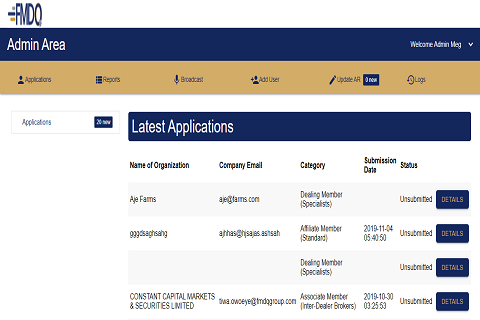 FMDQ
Admin Area
Welcome Admin Meg
Applications
Reports
Broadcast
Add User
Update AR 0 new
Logs
Applications 20 new
Latest Applications
Name of Organization Company Email Category Submission Date Status
Aje Farms aje@farms.com Dealing Member (Specialists) Unsubmitted DETAILS
gggdsaghsahg ajhhas@hjsajas.ashsah Affiliate Member (Standard) 2019-11-04 05:40:50 Unsubmitted DETAILS
Dealing Member (Specialists) Unsubmitted DETAILS
CONSTANT CAPITAL MARKETS & SECURITIES LIMITED tiwa.owoeye@fmdqgroup.com Associate Member (Inter-Dealer Brokers) 2019-10-30 03:25:53 Unsubmitted DETAILS